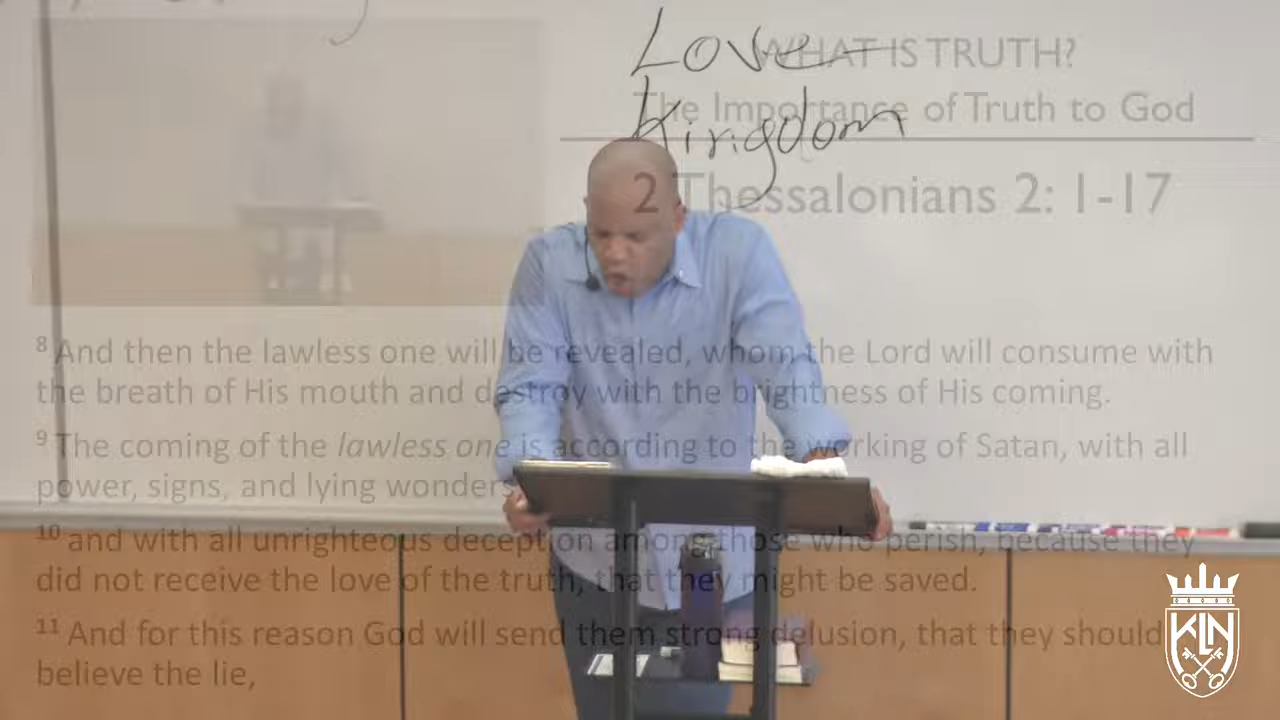 Love
WHAT IS TRUTH?
The Importance of Truth to God
Kingdom
2 Thessalonians 2: 1-17
8 And then the lawless one will be revealed, whom the Lord will consume with
the breath of His mouth and destroy with the brightness of His coming.
9 The coming of the lawless one is according to the working of Satan, with all
power, signs, and lying wonders
10 and with all unrighteous deception among those who perish, because they
did not receive the love of the truth, that they might be saved.
11 And for this reason God will send them strong delusion, that they should
believe the lie,
KLN